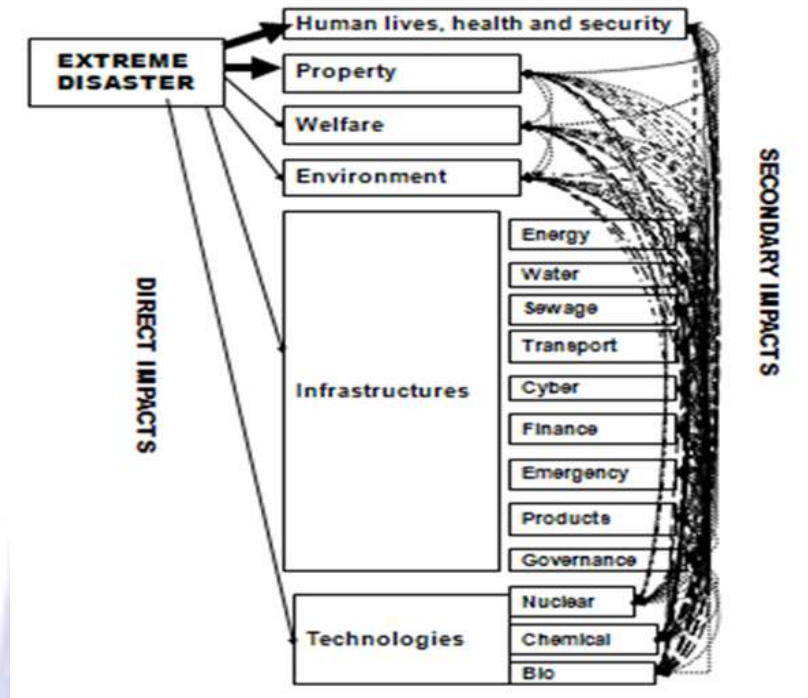 Human lives, health and security
EXTREME
DISASTER
Property
Welfare
Environment
Energy
Water
Sewage
Transport
Cyber
Infrastructures
Finance
Emergency
Products
Governance
Nuclear
Technologies
Chemical
Bio
DIRECT IMPACTS
SECONDARY IMPACTS